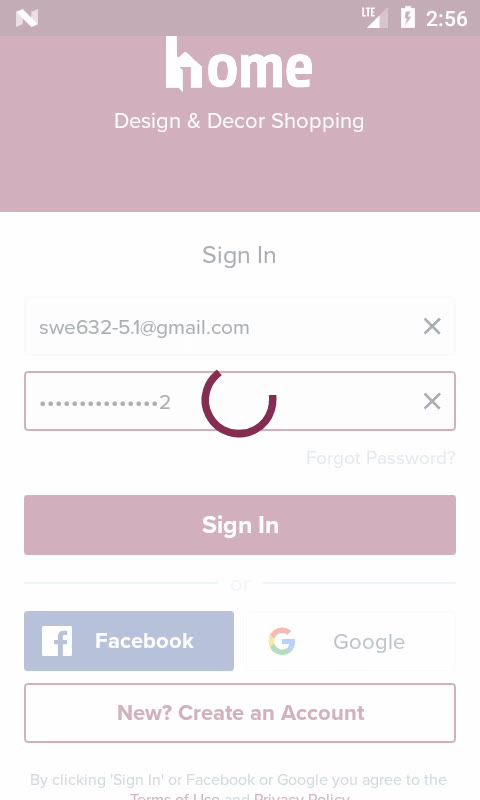 LTE 2:56
home
Design & Decor Shopping
Sign In
swe632-5.1@gmail.com
•••••••••••••••2
Forgot Password?
Sign In
or
Facebook
Google
New? Create an Account
By clicking 'Sign In' or Facebook or Google you agree to the
Terms of Use and Privacy Policy